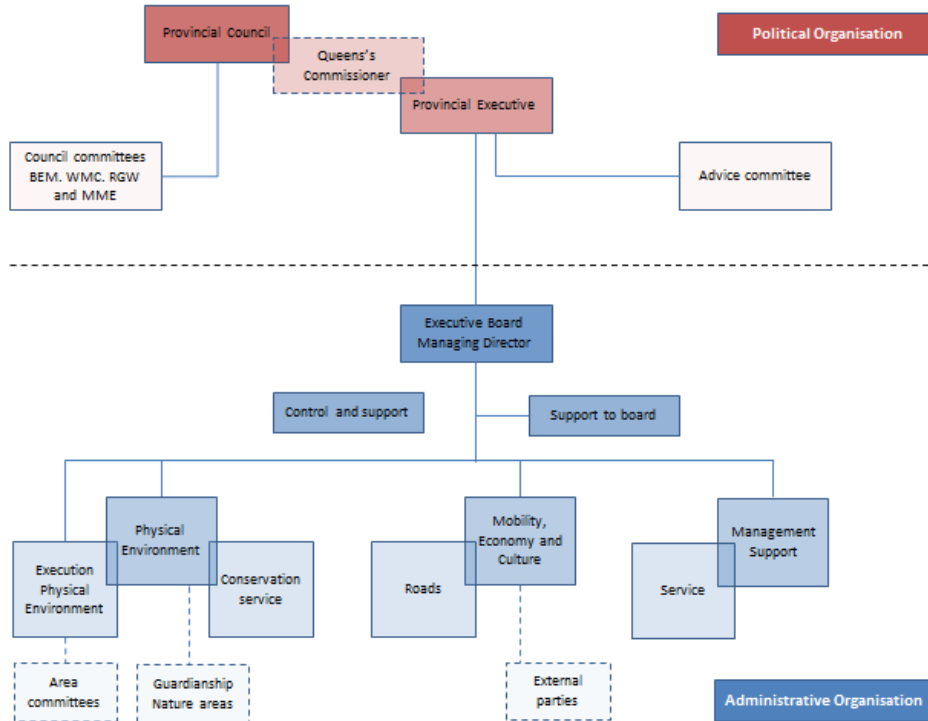 Provincial Council
Political Organisation
Queens's
Commissioner
Provincial Executive
Council committees
BEM. WMC. RGW
and MME
Advice committee
Executive Board
Managing Director
Control and support
Support to board
Physical
Environment
Mobility,
Economy and
Culture
Management
Support
Execution
Physical
Environment
Conservation
service
Roads
Service
Area
committees
Guardianship
Nature areas
External
parties
Administrative Organisation